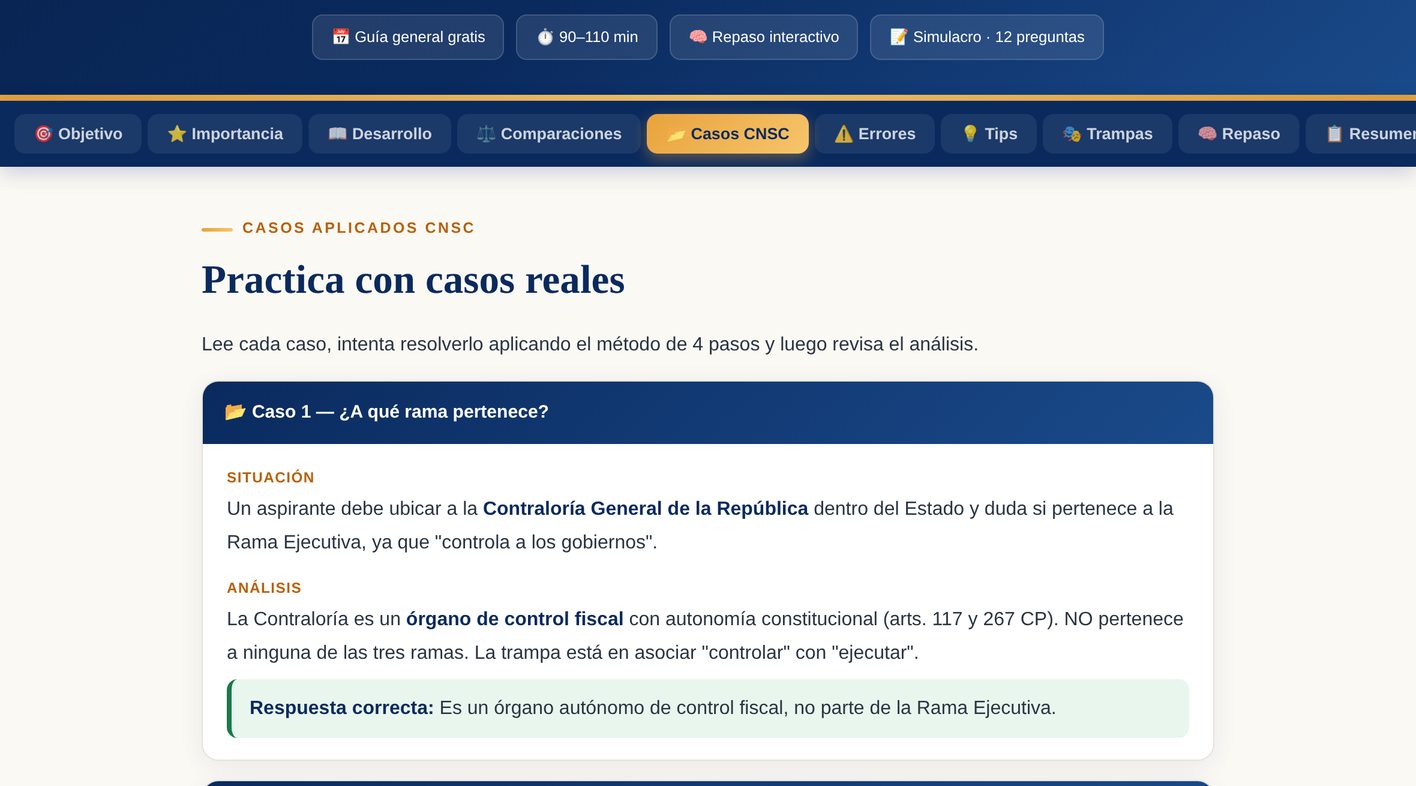 📅 Guía general gratis
⏱️ 90–110 min
🧠 Repaso interactivo
📝 Simulacro · 12 preguntas
🎯 Objetivo
⭐ Importancia
📖 Desarrollo
⚖️ Comparaciones
📂 Casos CNSC
⚠️ Errores
💡 Tips
🎭 Trampas
🧠 Repaso
📋 Resumen
CASOS APLICADOS CNSC
Practica con casos reales
Lee cada caso, intenta resolverlo aplicando el método de 4 pasos y luego revisa el análisis.
📂 Caso 1 — ¿A qué rama pertenece?
SITUACIÓN
Un aspirante debe ubicar a la Contraloría General de la República dentro del Estado y duda si pertenece a la
Rama Ejecutiva, ya que "controla a los gobiernos".
ANÁLISIS
La Contraloría es un órgano de control fiscal con autonomía constitucional (arts. 117 y 267 CP). NO pertenece
a ninguna de las tres ramas. La trampa está en asociar "controlar" con "ejecutar".
Respuesta correcta: Es un órgano autónomo de control fiscal, no parte de la Rama Ejecutiva.